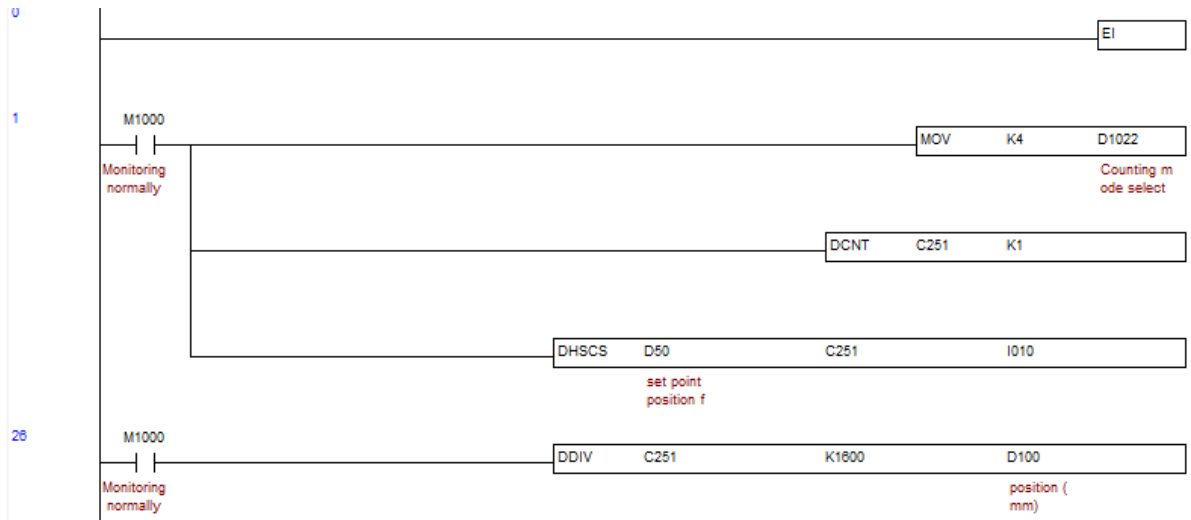 0
EI
1
M1000
Monitoring
normally
MOV K4 D1022
Counting m
ode select
DCNT C251 K1
DHSCS D50 C251 I010
set point
position f
26
M1000
Monitoring
normally
DDIV C251 K1600 D100
position (
mm)